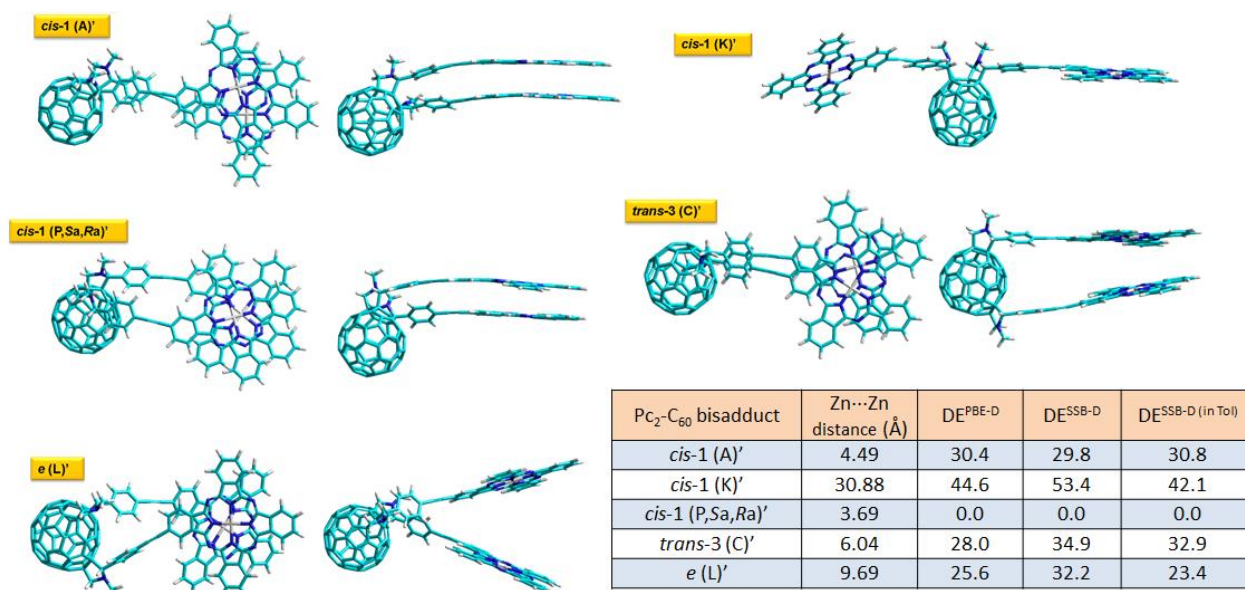 cis-1 (A)’
cis-1 (K)’
cis-1 (P,Sa,Ra)’
trans-3 (C)’
e (L)’
Pc₂-C₆₀ bisadduct Zn···Zn distance (Å) DEᴾᴮᴱ⁻ᴰ DEˢˢᴮ⁻ᴰ DEˢˢᴮ⁻ᴰ ⁽ⁱⁿ ᵀᵒˡ⁾
cis-1 (A)’ 4.49 30.4 29.8 30.8
cis-1 (K)’ 30.88 44.6 53.4 42.1
cis-1 (P,Sa,Ra)’ 3.69 0.0 0.0 0.0
trans-3 (C)’ 6.04 28.0 34.9 32.9
e (L)’ 9.69 25.6 32.2 23.4